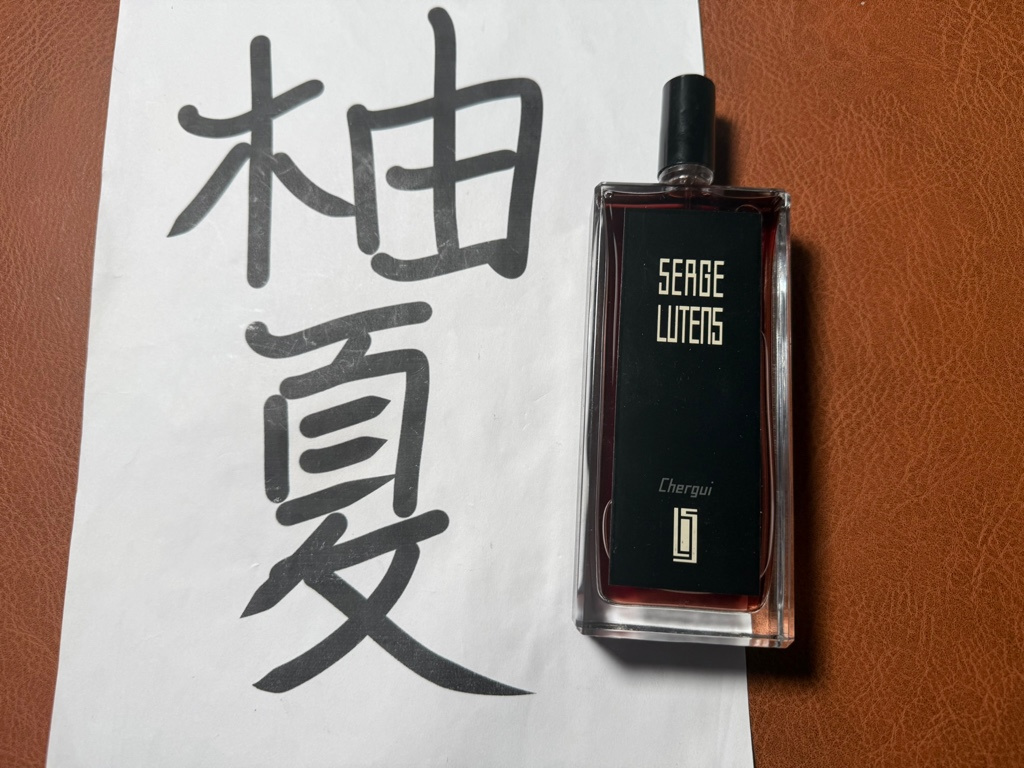 柚
夏
SERGE
LUTENS
Chergui